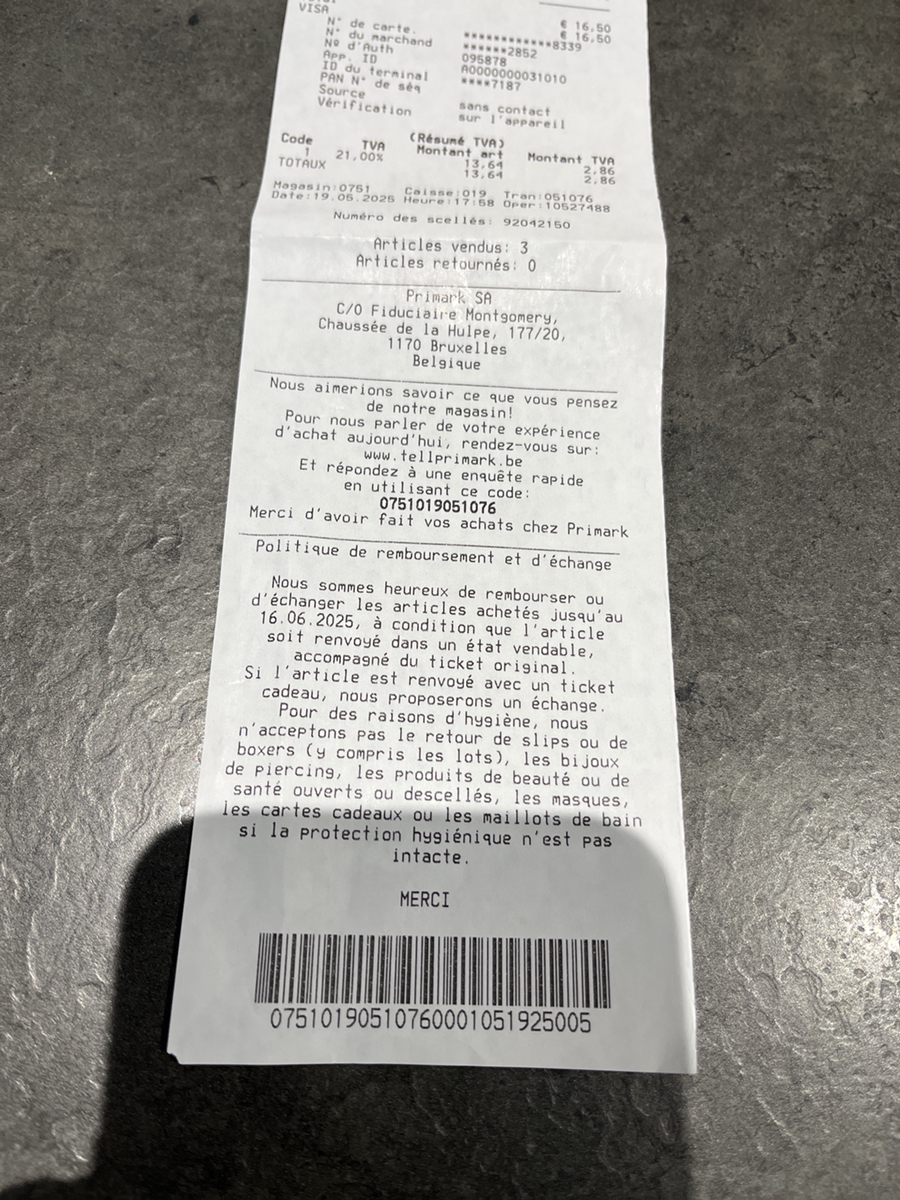 VISA € 16,50
€ 16,50
N° de carte. ************8339
N° du marchand ******2852
Nº d'Auth 095878
App. ID A0000000031010
ID du terminal ****7187
PAN N° de séq
Source sans contact
Vérification sur l'appareil
(Résumé TVA)
Code TVA Montant art Montant TVA
1 21.00% 13,64 2,86
TOTAUX 13,64 2,86
Magasin:0751 Caisse:019 Tran:051076
Date:19.05.2025 Heure:17:58 Oper:10527488
Numéro des scellés: 92042150
Articles vendus: 3
Articles retournés: 0
Primark SA
C/O Fiduciaire Montgomery,
Chaussée de la Hulpe, 177/20,
1170 Bruxelles
Belgique
Nous aimerions savoir ce que vous pensez
de notre magasin!
Pour nous parler de votre expérience
d'achat aujourd'hui, rendez-vous sur:
www.tellprimark.be
Et répondez à une enquête rapide
en utilisant ce code:
0751019051076
Merci d'avoir fait vos achats chez Primark
Politique de remboursement et d'échange
Nous sommes heureux de rembourser ou
d'échanger les articles achetés jusqu'au
16.06.2025, à condition que l'article
soit renvoyé dans un état vendable,
accompagné du ticket original.
Si l'article est renvoyé avec un ticket
cadeau, nous proposerons un échange.
Pour des raisons d'hygiène, nous
n'acceptons pas le retour de slips ou de
boxers (y compris les lots), les bijoux
de piercing, les produits de beauté ou de
santé ouverts ou descellés, les masques,
les cartes cadeaux ou les maillots de bain
si la protection hygiénique n'est pas
intacte.
MERCI
07510190510760001051925005